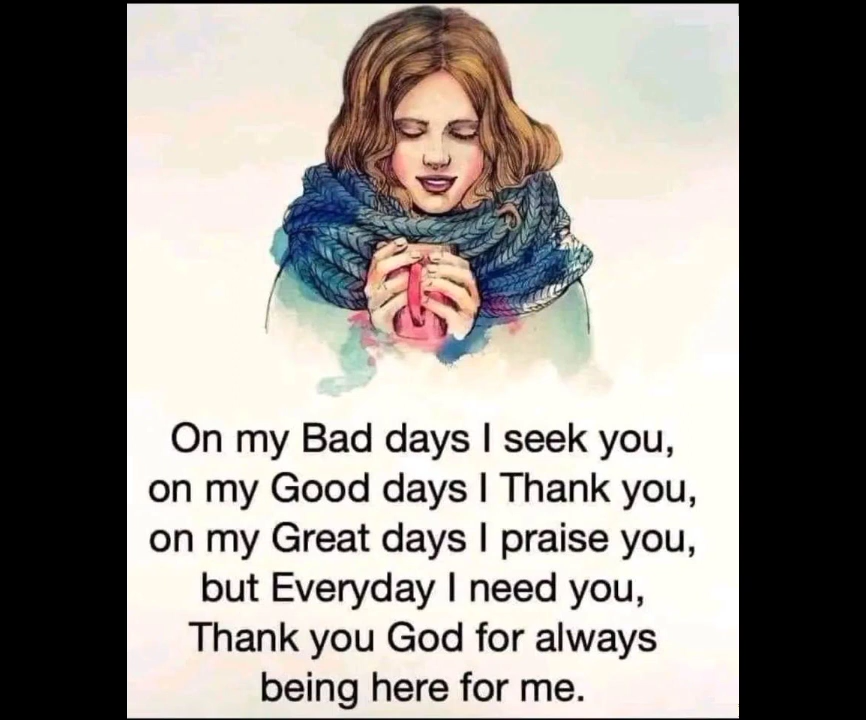 On my Bad days I seek you,
on my Good days I Thank you,
on my Great days I praise you,
but Everyday I need you,
Thank you God for always
being here for me.